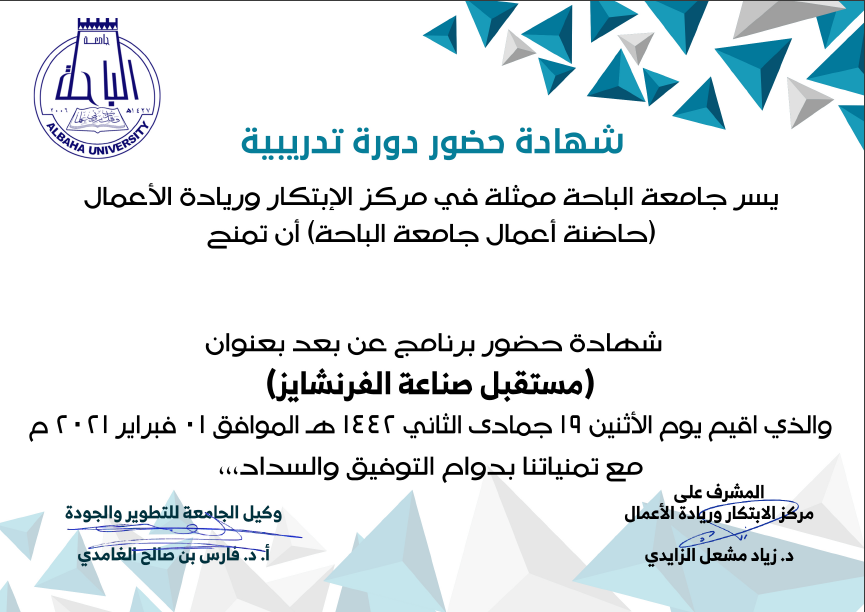 جامعة
الباحة
٢٠٠٦ ١٤٢٧هـ
ALBAHA UNIVERSITY
شهادة حضور دورة تدريبية
يسر جامعة الباحة ممثلة في مركز الإبتكار وريادة الأعمال
(حاضنة أعمال جامعة الباحة) أن تمنح
شهادة حضور برنامج عن بعد بعنوان
(مستقبل صناعة الفرنشايز)
والذي اقيم يوم الأثنين ١٩ جمادى الثاني ١٤٤٢ هـ الموافق ٠١ فبراير ٢٠٢١ م
مع تمنياتنا بدوام التوفيق والسداد،،،
المشرف على
مركز الابتكار وريادة الأعمال
د. زياد مشعل الزايدي
وكيل الجامعة للتطوير والجودة
أ. د. فارس بن صالح الغامدي